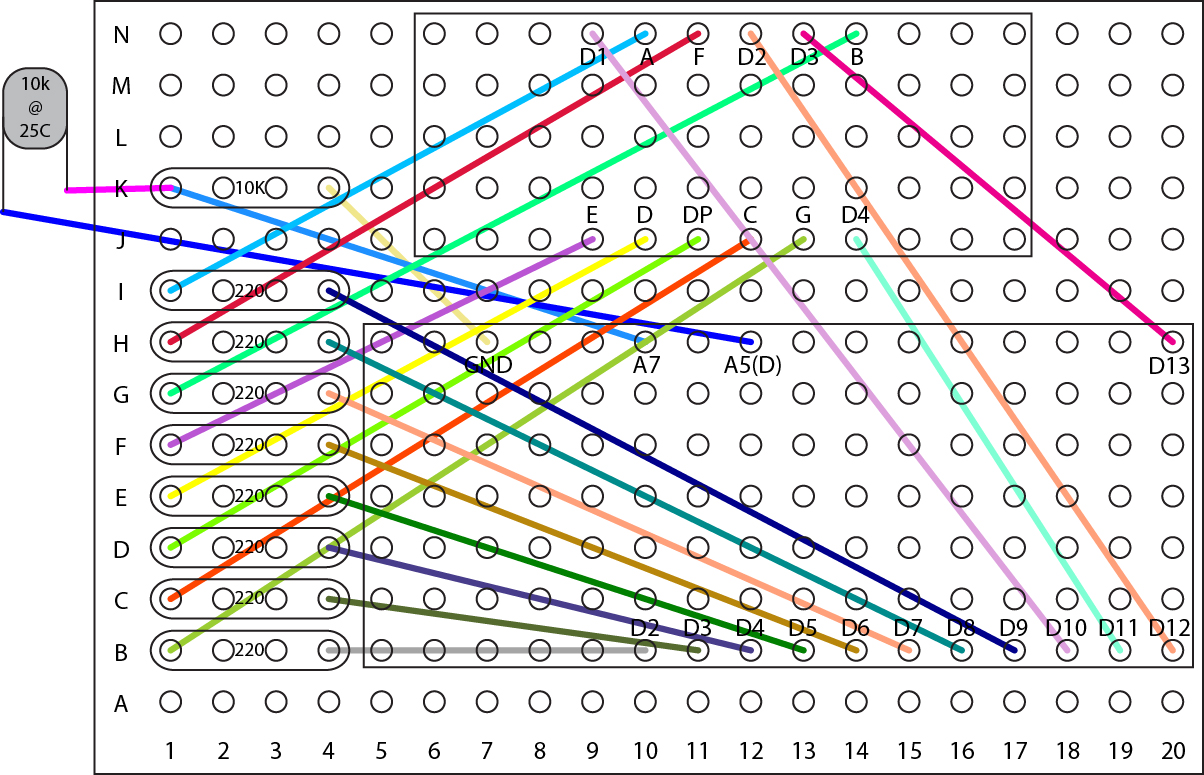 N
D1 A F D2 D3 B
M
10k
@
25C
L
K 10K
E D DP C G D4
J
I 220
H 220
GND A7 A5(D) D13
G 220
F 220
E 220
D 220
C 220
D2 D3 D4 D5 D6 D7 D8 D9 D10 D11 D12
B 220
A
1 2 3 4 5 6 7 8 9 10 11 12 13 14 15 16 17 18 19 20